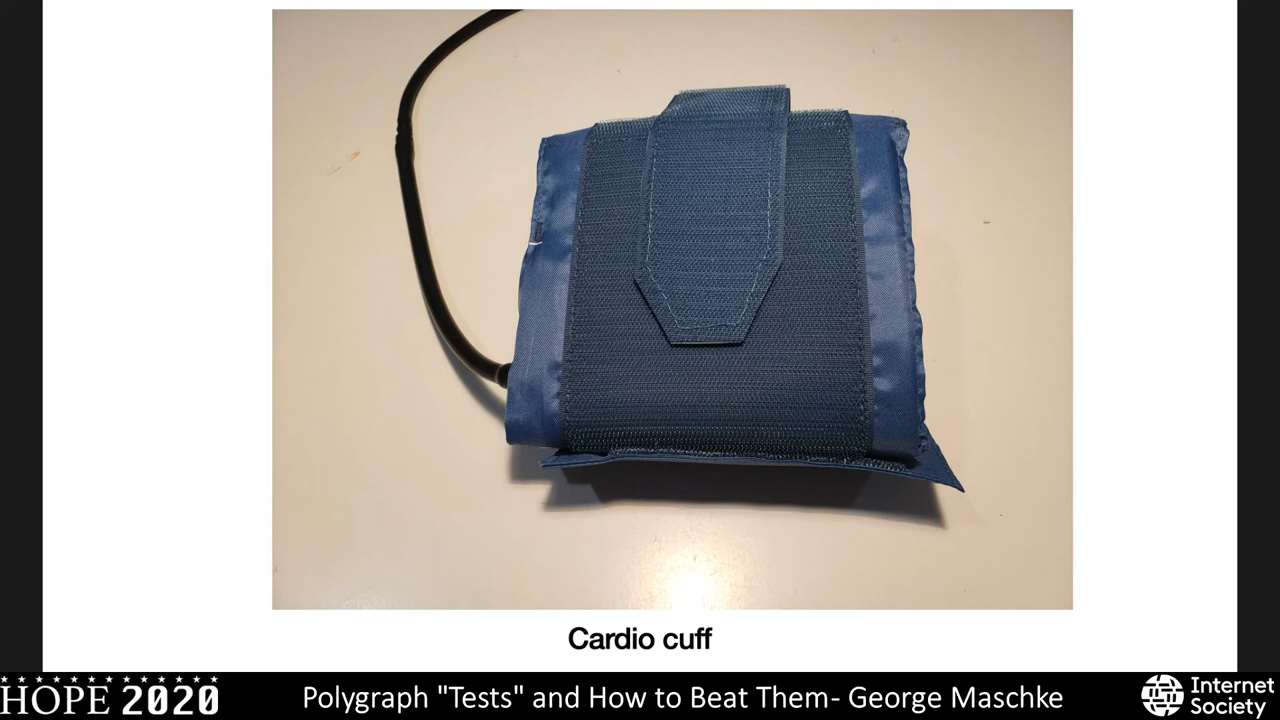 Cardio cuff
HOPE 2020
Polygraph "Tests" and How to Beat Them- George Maschke
Internet
Society